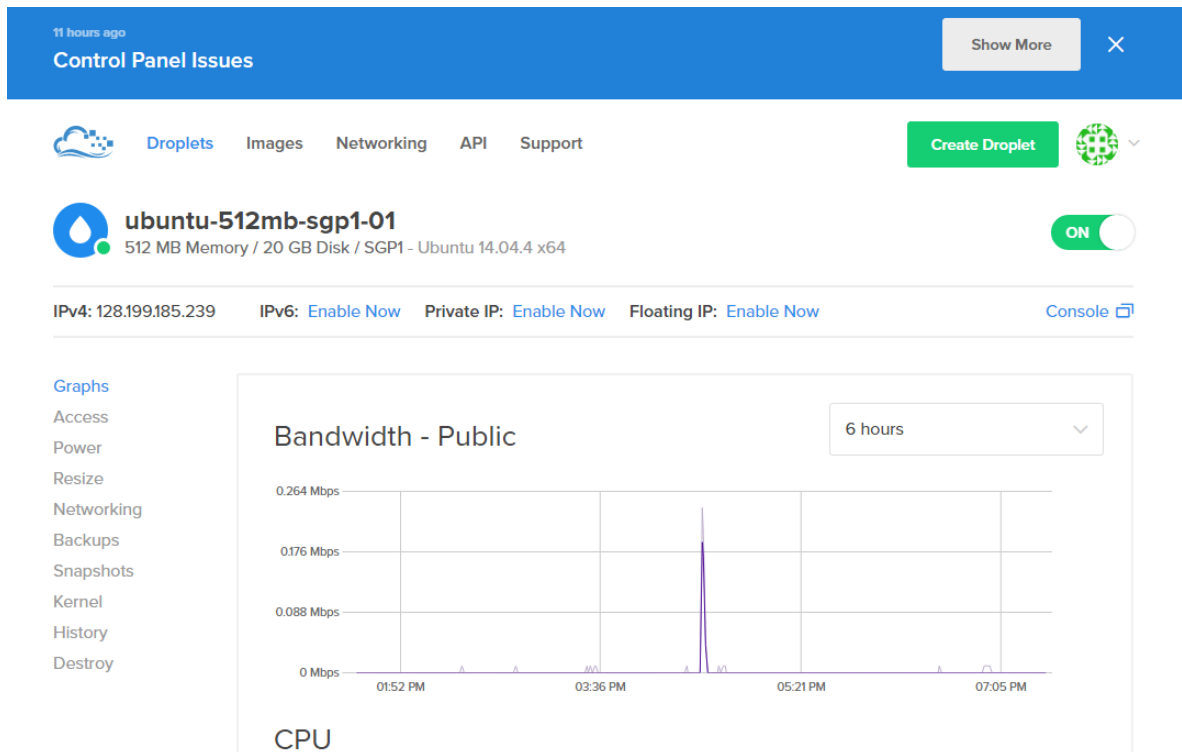 11 hours ago
Control Panel Issues
Show More
Droplets Images Networking API Support
Create Droplet
ubuntu-512mb-sgp1-01
512 MB Memory / 20 GB Disk / SGP1 - Ubuntu 14.04.4 x64
ON
IPv4: 128.199.185.239 IPv6: Enable Now Private IP: Enable Now Floating IP: Enable Now Console
Graphs
Access
Power
Resize
Networking
Backups
Snapshots
Kernel
History
Destroy
Bandwidth - Public
6 hours
0.264 Mbps
0.176 Mbps
0.088 Mbps
0 Mbps
01:52 PM 03:36 PM 05:21 PM 07:05 PM
CPU